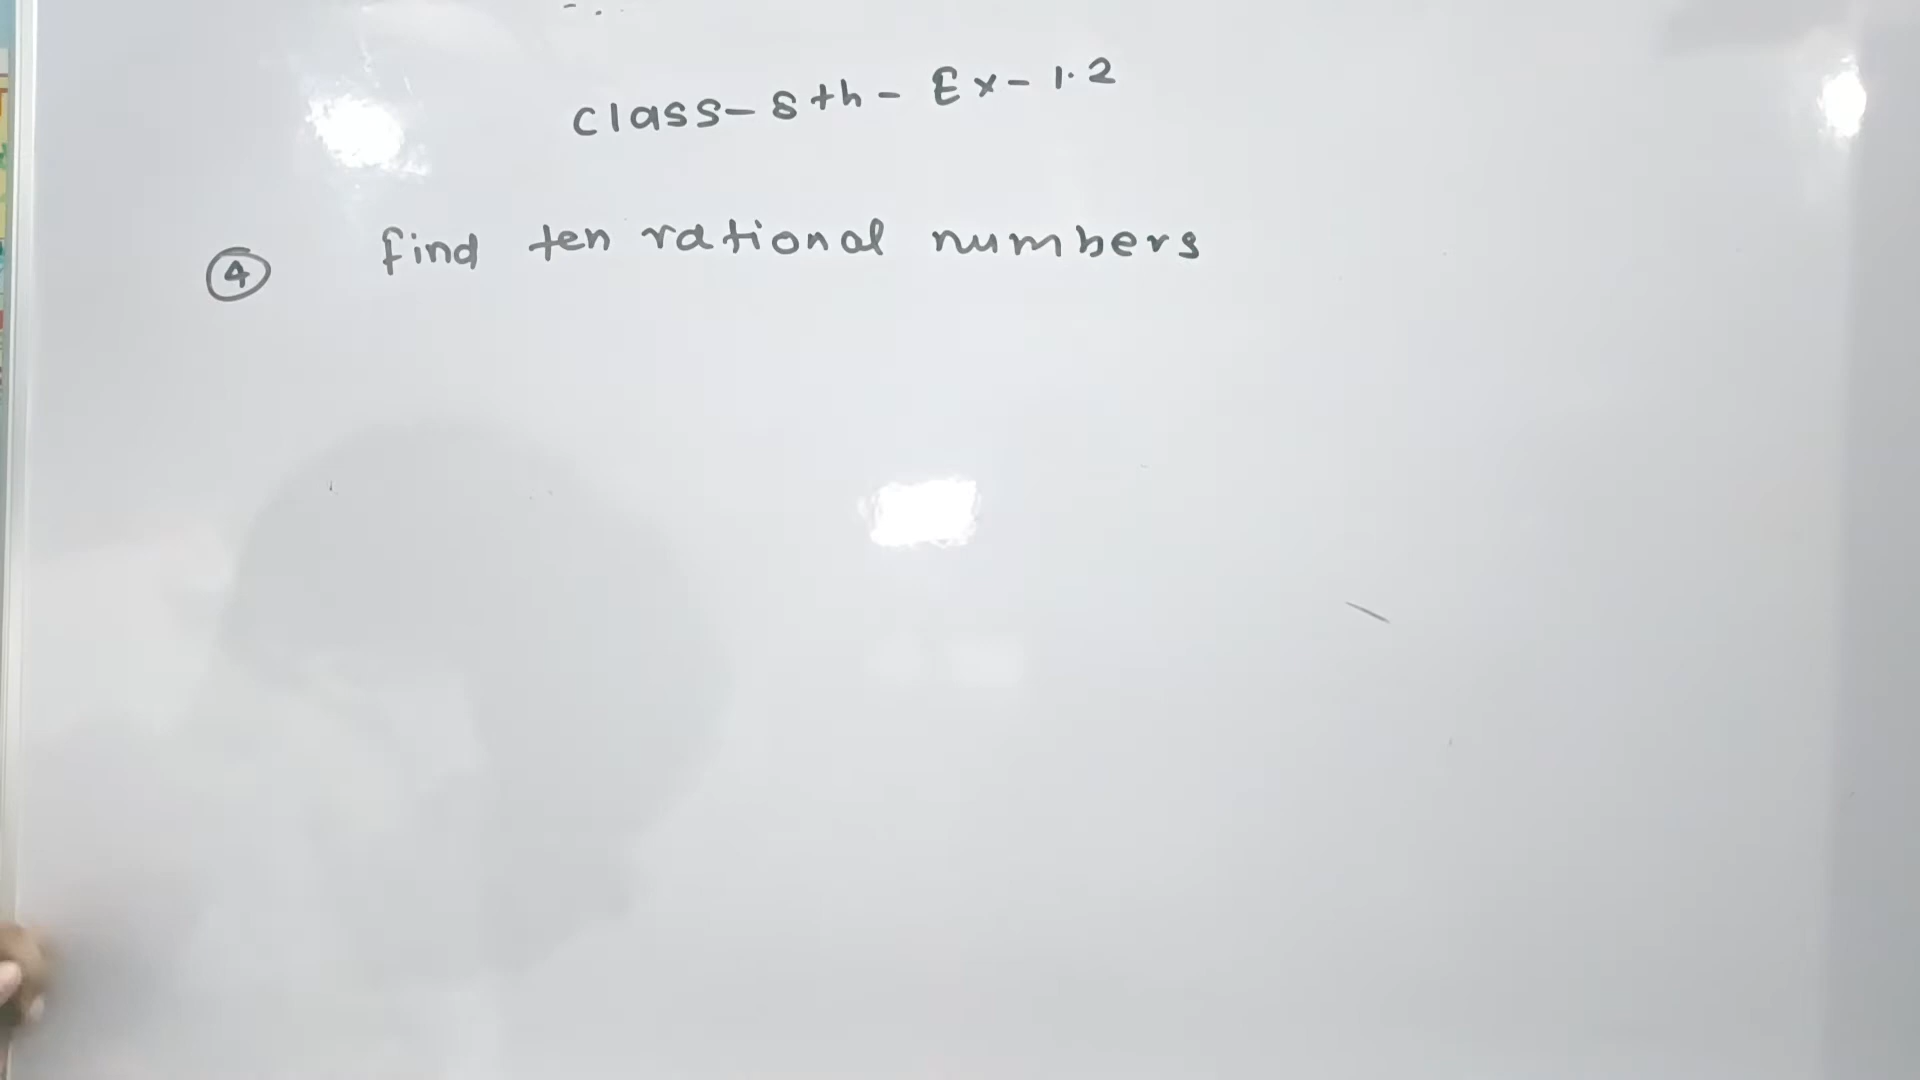 class- 8th - Ex- 1.2
④ find ten rational numbers